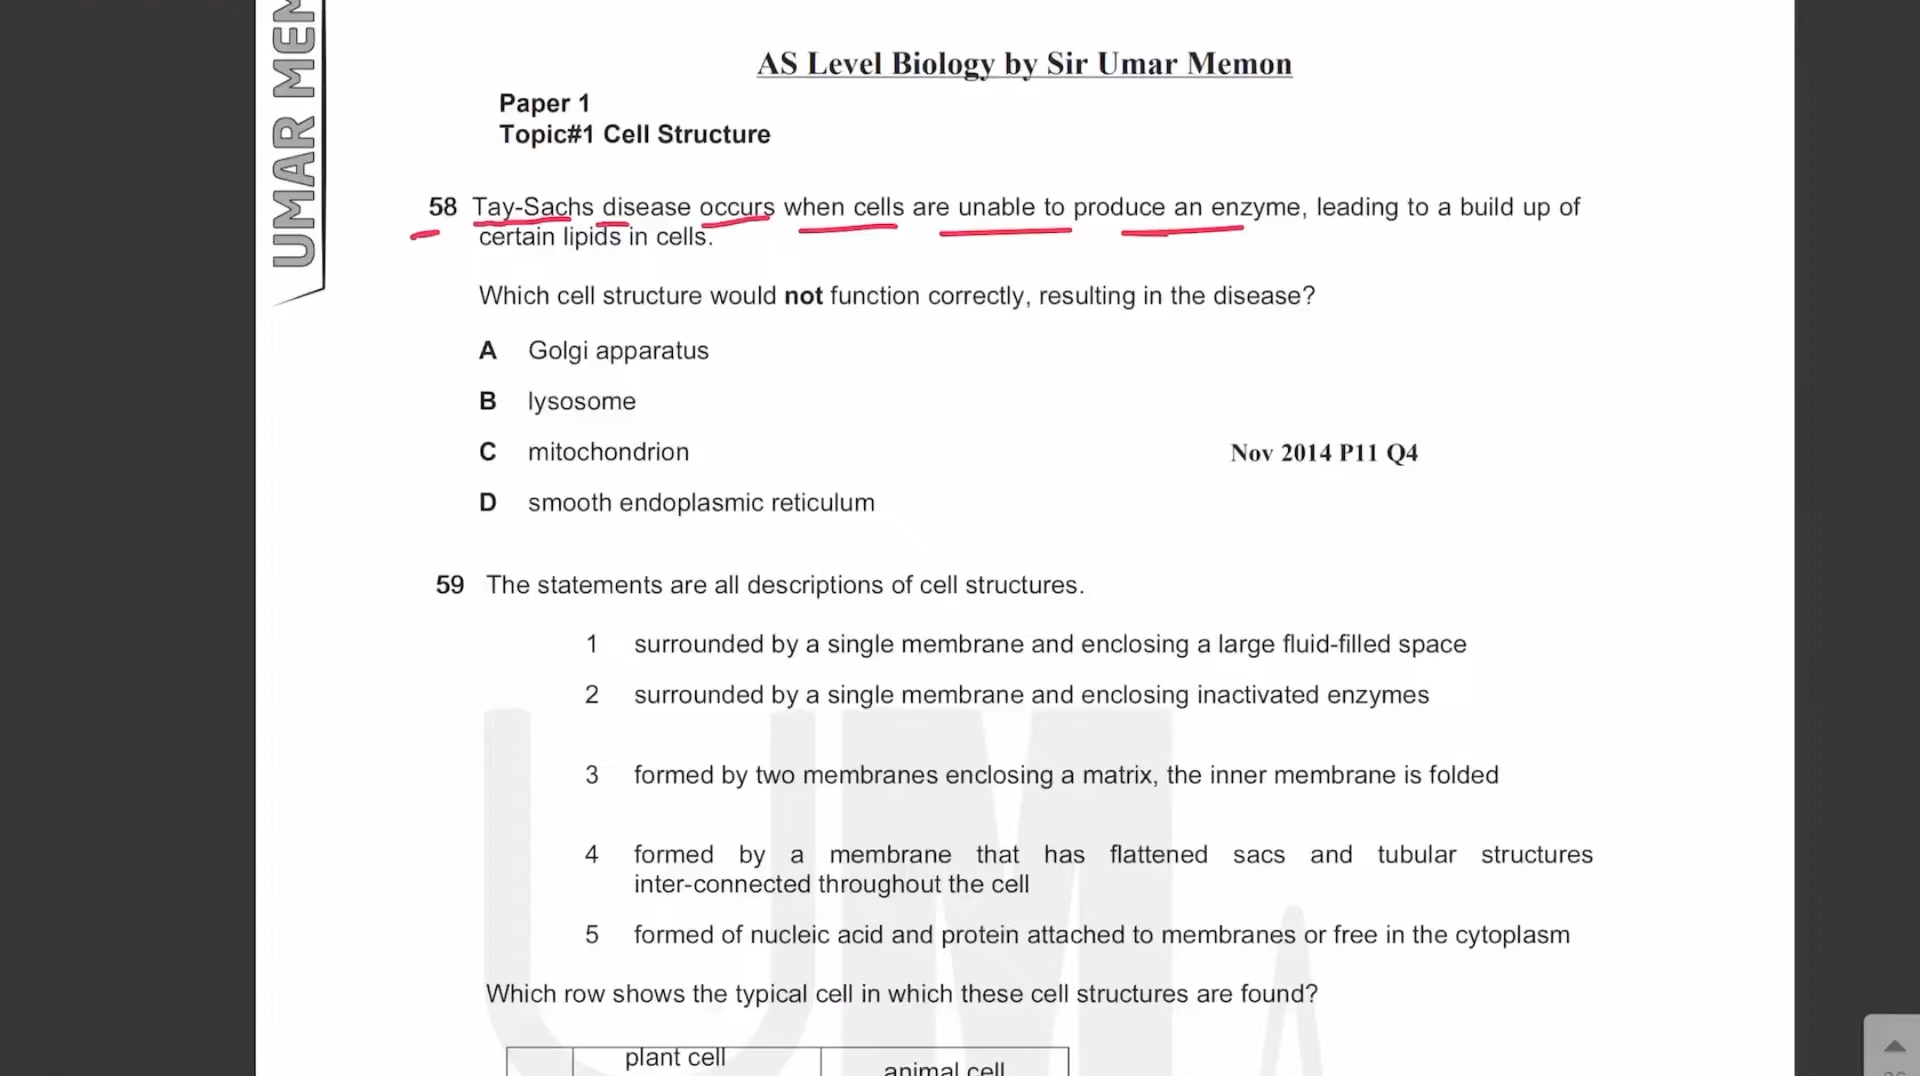 UMAR MEM
AS Level Biology by Sir Umar Memon
Paper 1
Topic#1 Cell Structure
58 Tay-Sachs disease occurs when cells are unable to produce an enzyme, leading to a build up of
certain lipids in cells.
Which cell structure would not function correctly, resulting in the disease?
A Golgi apparatus
B lysosome
C mitochondrion
Nov 2014 P11 Q4
D smooth endoplasmic reticulum
59 The statements are all descriptions of cell structures.
1 surrounded by a single membrane and enclosing a large fluid-filled space
2 surrounded by a single membrane and enclosing inactivated enzymes
3 formed by two membranes enclosing a matrix, the inner membrane is folded
4 formed by a membrane that has flattened sacs and tubular structures
inter-connected throughout the cell
5 formed of nucleic acid and protein attached to membranes or free in the cytoplasm
Which row shows the typical cell in which these cell structures are found?
plant cell
animal cell